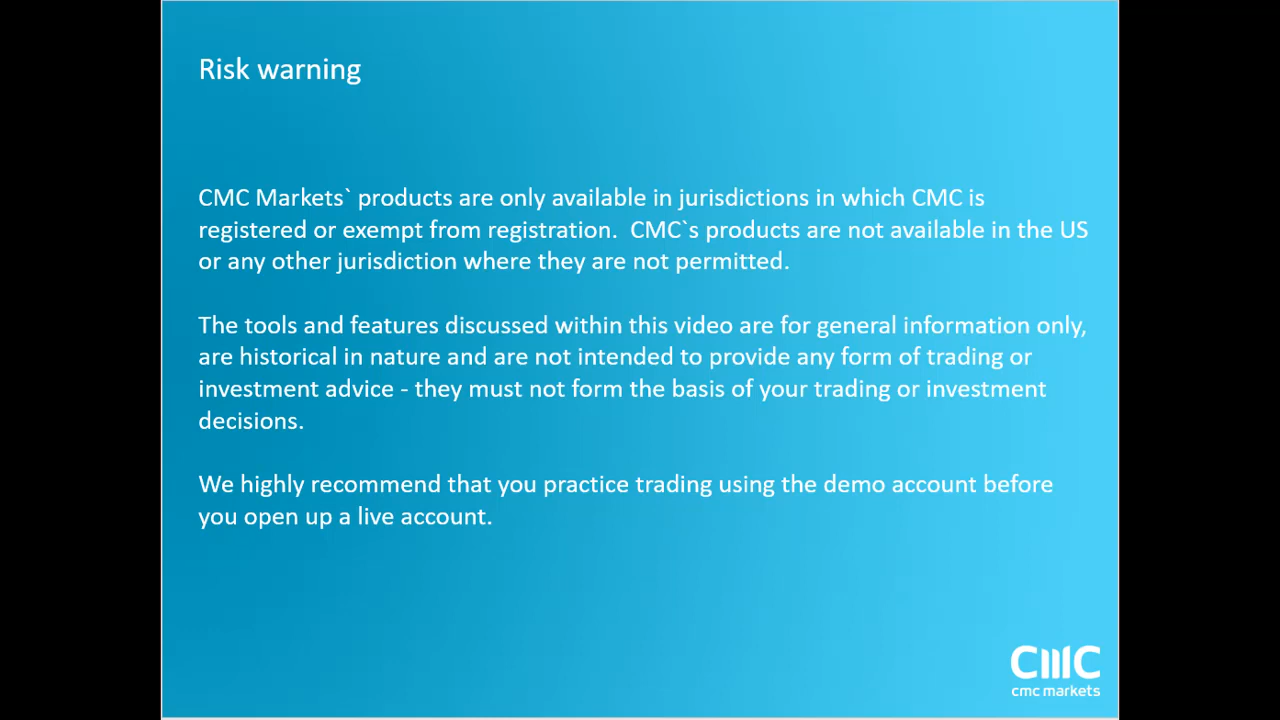 Risk warning
CMC Markets` products are only available in jurisdictions in which CMC is
registered or exempt from registration.  CMC`s products are not available in the US
or any other jurisdiction where they are not permitted.
The tools and features discussed within this video are for general information only,
are historical in nature and are not intended to provide any form of trading or
investment advice - they must not form the basis of your trading or investment
decisions.
We highly recommend that you practice trading using the demo account before
you open up a live account.
CMC
cmc markets